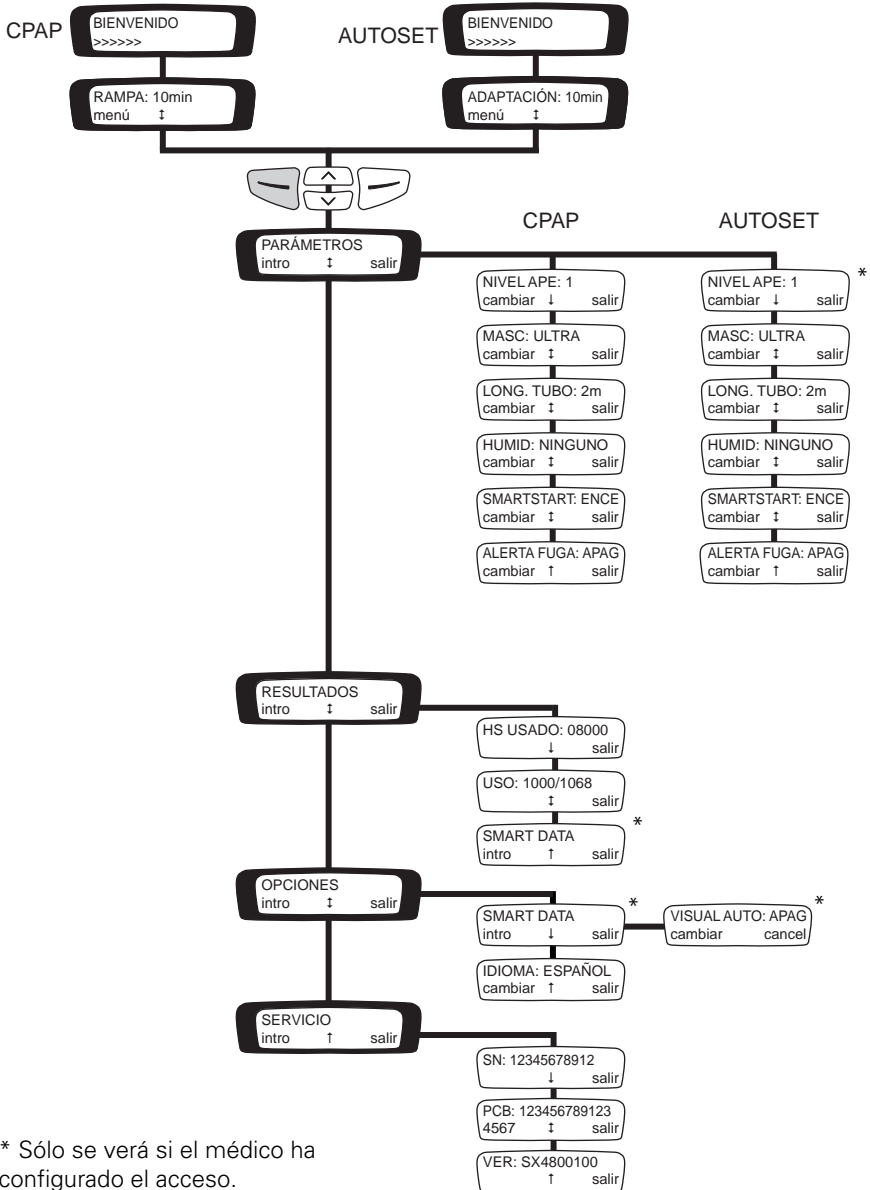 CPAP
BIENVENIDO
>>>>>>
RAMPA: 10min
menú ↕
AUTOSET
BIENVENIDO
>>>>>>
ADAPTACIÓN: 10min
menú ↕
PARÁMETROS
intro ↕ salir
CPAP
NIVEL APE: 1
cambiar ↓ salir
MASC: ULTRA
cambiar ↕ salir
LONG. TUBO: 2m
cambiar ↕ salir
HUMID: NINGUNO
cambiar ↕ salir
SMARTSTART: ENCE
cambiar ↕ salir
ALERTA FUGA: APAG
cambiar ↑ salir
AUTOSET
NIVEL APE: 1 *
cambiar ↓ salir
MASC: ULTRA
cambiar ↕ salir
LONG. TUBO: 2m
cambiar ↕ salir
HUMID: NINGUNO
cambiar ↕ salir
SMARTSTART: ENCE
cambiar ↕ salir
ALERTA FUGA: APAG
cambiar ↑ salir
RESULTADOS
intro ↕ salir
HS USADO: 08000
↓ salir
USO: 1000/1068
↕ salir
SMART DATA *
intro ↑ salir
OPCIONES
intro ↕ salir
SMART DATA *
intro ↓ salir
VISUAL AUTO: APAG *
cambiar cancel
IDIOMA: ESPAÑOL
cambiar ↑ salir
SERVICIO
intro ↑ salir
SN: 12345678912
↓ salir
PCB: 123456789123
4567 ↕ salir
VER: SX4800100
↑ salir
* Sólo se verá si el médico ha
configurado el acceso.